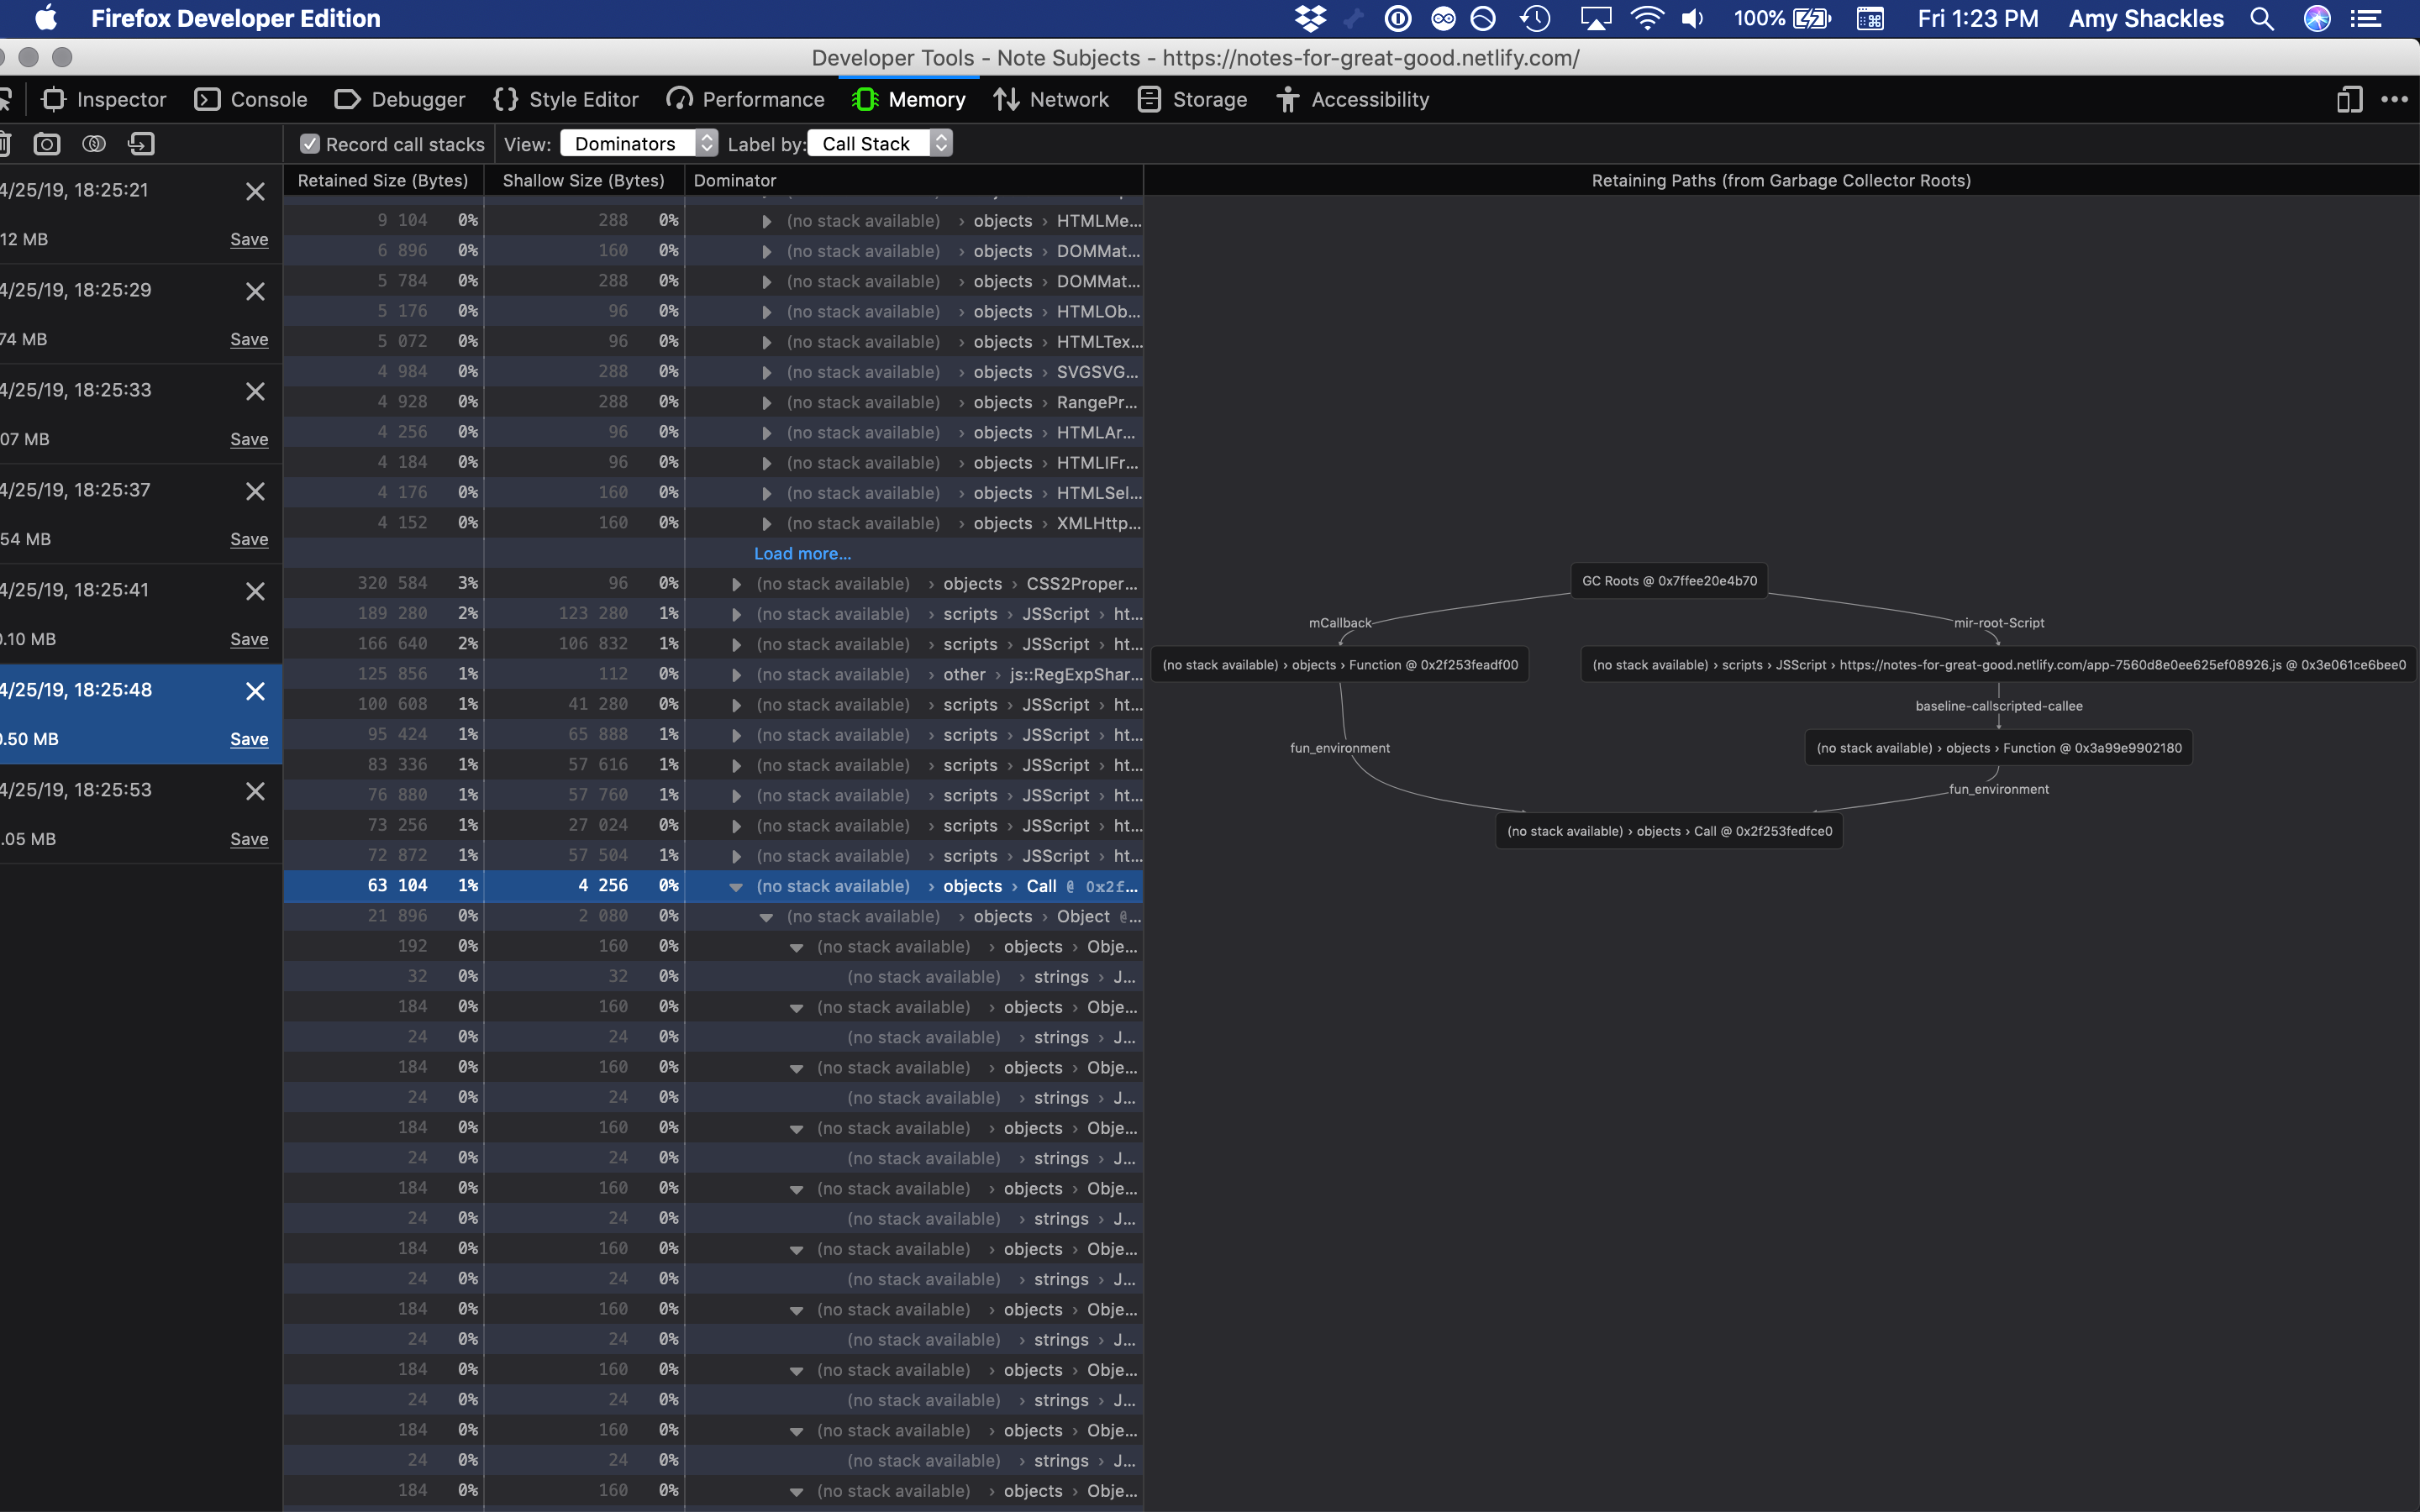 Firefox Developer Edition 100% Fri 1:23 PM Amy Shackles
Developer Tools - Note Subjects - https://notes-for-great-good.netlify.com/
Inspector Console Debugger Style Editor Performance Memory Network Storage Accessibility
Record call stacks View: Dominators Label by: Call Stack
4/25/19, 18:25:21
12 MB Save
4/25/19, 18:25:29
74 MB Save
4/25/19, 18:25:33
07 MB Save
4/25/19, 18:25:37
54 MB Save
4/25/19, 18:25:41
0.10 MB Save
4/25/19, 18:25:48
0.50 MB Save
4/25/19, 18:25:53
.05 MB Save
Retained Size (Bytes) Shallow Size (Bytes) Dominator
9 104 0% 288 0% (no stack available) › objects › HTMLMe...
6 896 0% 160 0% (no stack available) › objects › DOMMat...
5 784 0% 288 0% (no stack available) › objects › DOMMat...
5 176 0% 96 0% (no stack available) › objects › HTMLOb...
5 072 0% 96 0% (no stack available) › objects › HTMLTex...
4 984 0% 288 0% (no stack available) › objects › SVGSVG...
4 928 0% 288 0% (no stack available) › objects › RangePr...
4 256 0% 96 0% (no stack available) › objects › HTMLAr...
4 184 0% 96 0% (no stack available) › objects › HTMLIFr...
4 176 0% 160 0% (no stack available) › objects › HTMLSel...
4 152 0% 160 0% (no stack available) › objects › XMLHttp...
Load more...
320 584 3% 96 0% (no stack available) › objects › CSS2Proper...
189 280 2% 123 280 1% (no stack available) › scripts › JSScript › ht...
166 640 2% 106 832 1% (no stack available) › scripts › JSScript › ht...
125 856 1% 112 0% (no stack available) › other › js::RegExpShar...
100 608 1% 41 280 0% (no stack available) › scripts › JSScript › ht...
95 424 1% 65 888 1% (no stack available) › scripts › JSScript › ht...
83 336 1% 57 616 1% (no stack available) › scripts › JSScript › ht...
76 880 1% 57 760 1% (no stack available) › scripts › JSScript › ht...
73 256 1% 27 024 0% (no stack available) › scripts › JSScript › ht...
72 872 1% 57 504 1% (no stack available) › scripts › JSScript › ht...
63 104 1% 4 256 0% (no stack available) › objects › Call @ 0x2f...
21 896 0% 2 080 0% (no stack available) › objects › Object @...
192 0% 160 0% (no stack available) › objects › Obje...
32 0% 32 0% (no stack available) › strings › J...
184 0% 160 0% (no stack available) › objects › Obje...
24 0% 24 0% (no stack available) › strings › J...
184 0% 160 0% (no stack available) › objects › Obje...
24 0% 24 0% (no stack available) › strings › J...
184 0% 160 0% (no stack available) › objects › Obje...
24 0% 24 0% (no stack available) › strings › J...
184 0% 160 0% (no stack available) › objects › Obje...
24 0% 24 0% (no stack available) › strings › J...
184 0% 160 0% (no stack available) › objects › Obje...
24 0% 24 0% (no stack available) › strings › J...
184 0% 160 0% (no stack available) › objects › Obje...
24 0% 24 0% (no stack available) › strings › J...
184 0% 160 0% (no stack available) › objects › Obje...
24 0% 24 0% (no stack available) › strings › J...
184 0% 160 0% (no stack available) › objects › Obje...
24 0% 24 0% (no stack available) › strings › J...
184 0% 160 0% (no stack available) › objects › Obje...
Retaining Paths (from Garbage Collector Roots)
GC Roots @ 0x7ffee20e4b70
mCallback mir-root-Script
(no stack available) › objects › Function @ 0x2f253feadf00
(no stack available) › scripts › JSScript › https://notes-for-great-good.netlify.com/app-7560d8e0ee625ef08926.js @ 0x3e061ce6bee0
baseline-callscripted-callee
fun_environment
(no stack available) › objects › Function @ 0x3a99e9902180
fun_environment
(no stack available) › objects › Call @ 0x2f253fedfce0